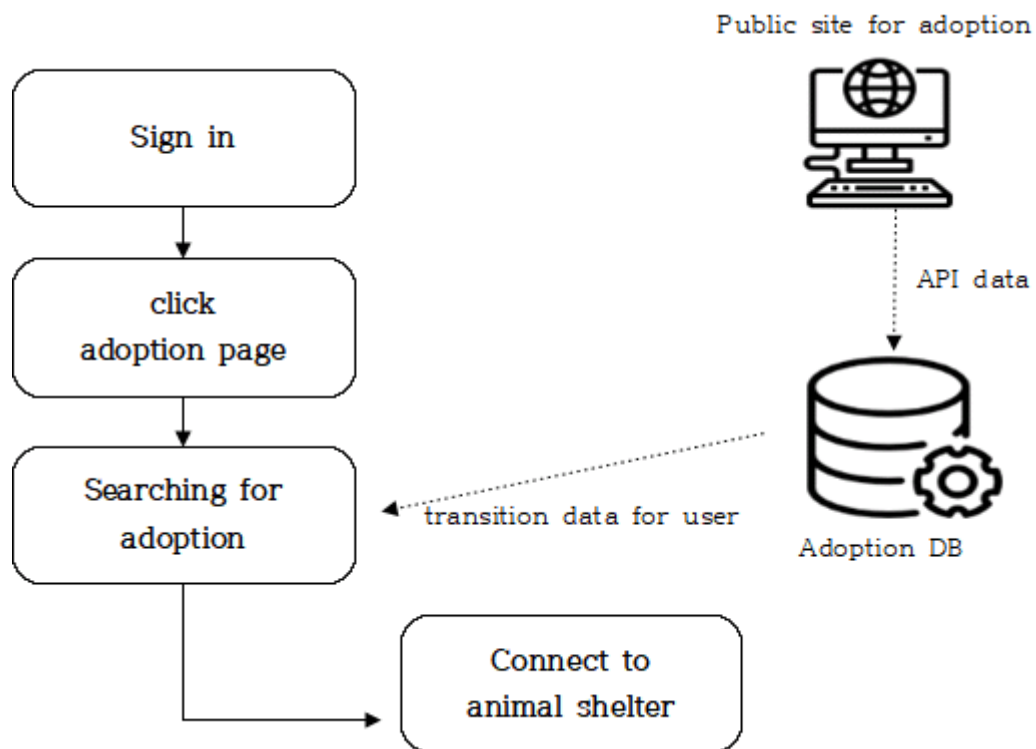 Public site for adoption
Sign in
click
adoption page
API data
Searching for
adoption
transition data for user
Adoption DB
Connect to
animal shelter